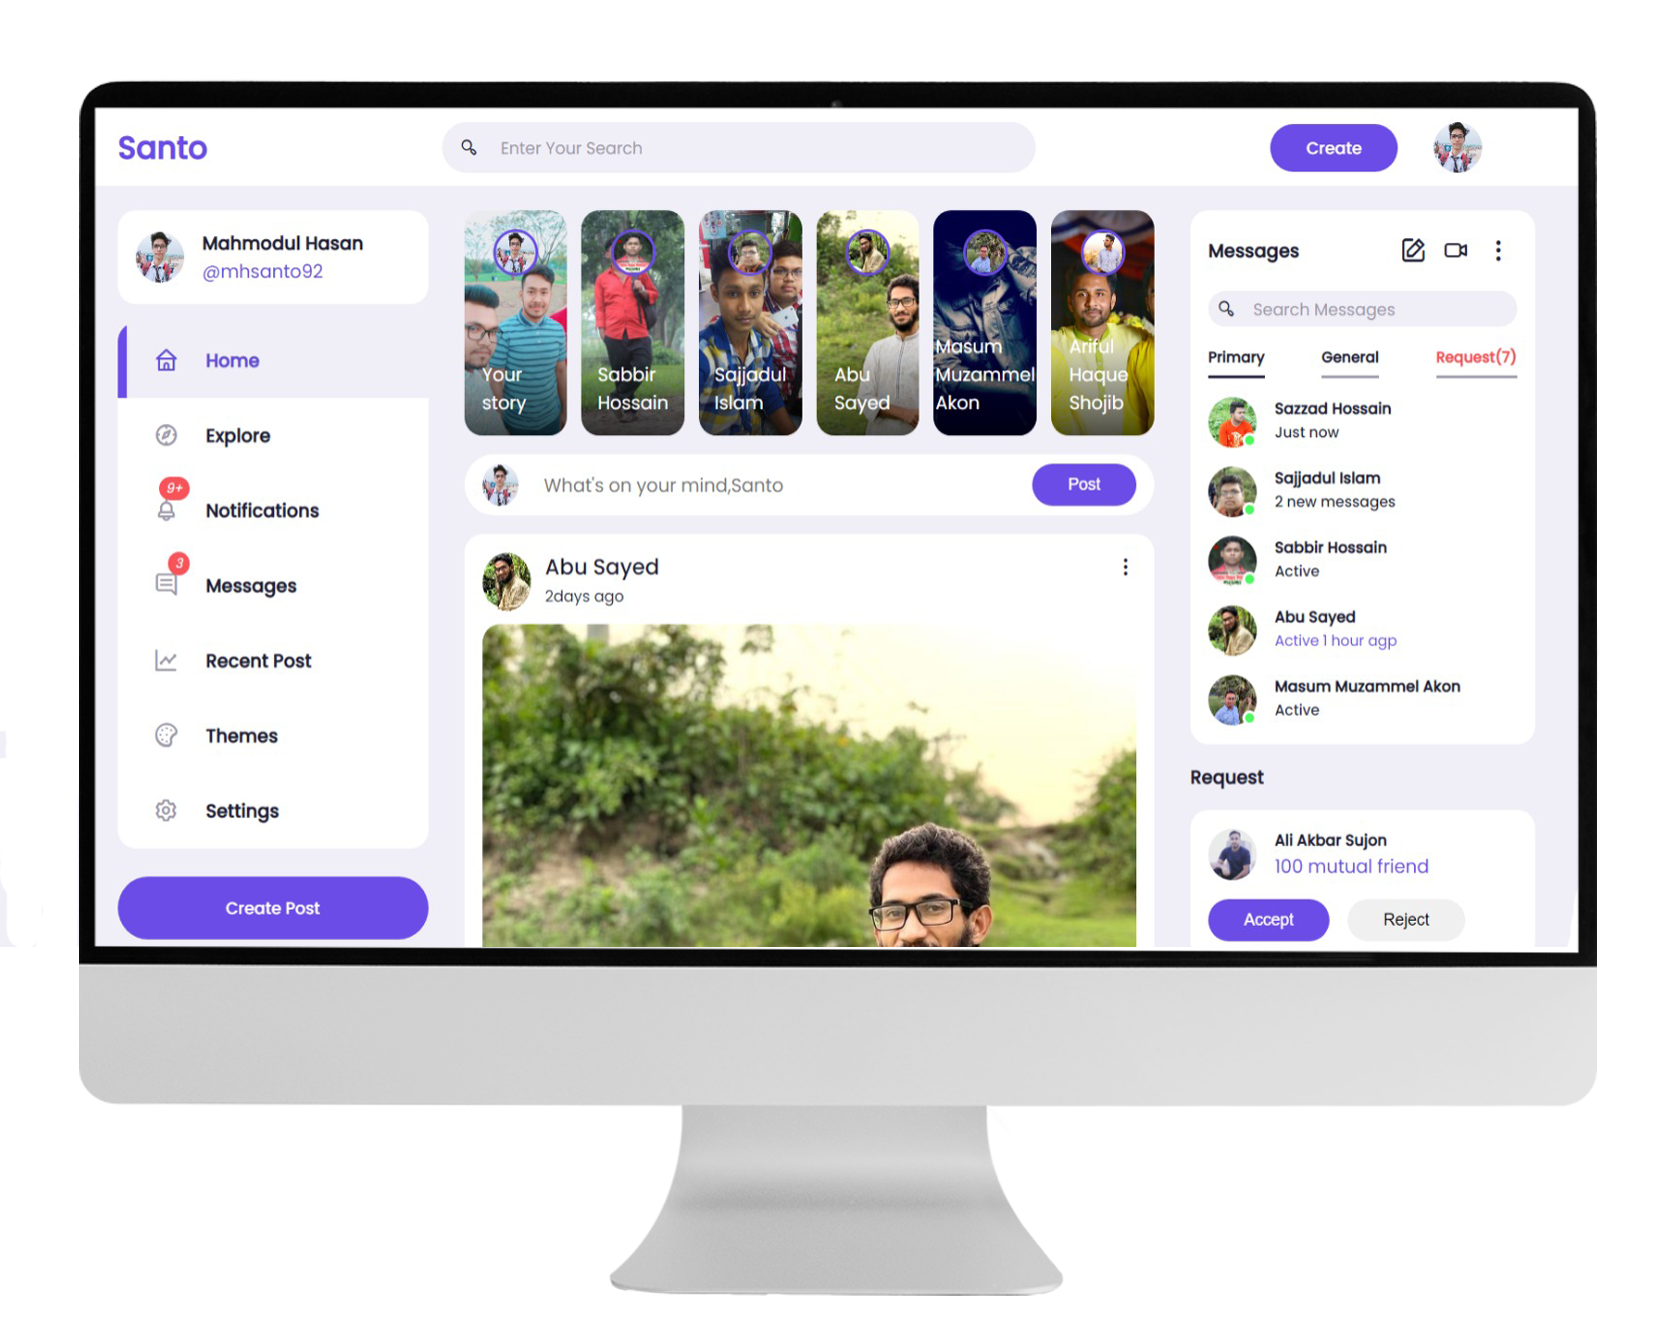 Santo
Enter Your Search
Create
Mahmodul Hasan
@mhsanto92
Home
Explore
9+
Notifications
3
Messages
Recent Post
Themes
Settings
Create Post
Your
story
Sabbir
Hossain
Sajjadul
Islam
Abu
Sayed
Masum
Muzammel
Akon
Ariful
Haque
Shojib
What's on your mind,Santo
Post
Abu Sayed
2days ago
Messages
Search Messages
Primary
General
Request(7)
Sazzad Hossain
Just now
Sajjadul Islam
2 new messages
Sabbir Hossain
Active
Abu Sayed
Active 1 hour agp
Masum Muzammel Akon
Active
Request
Ali Akbar Sujon
100 mutual friend
Accept
Reject